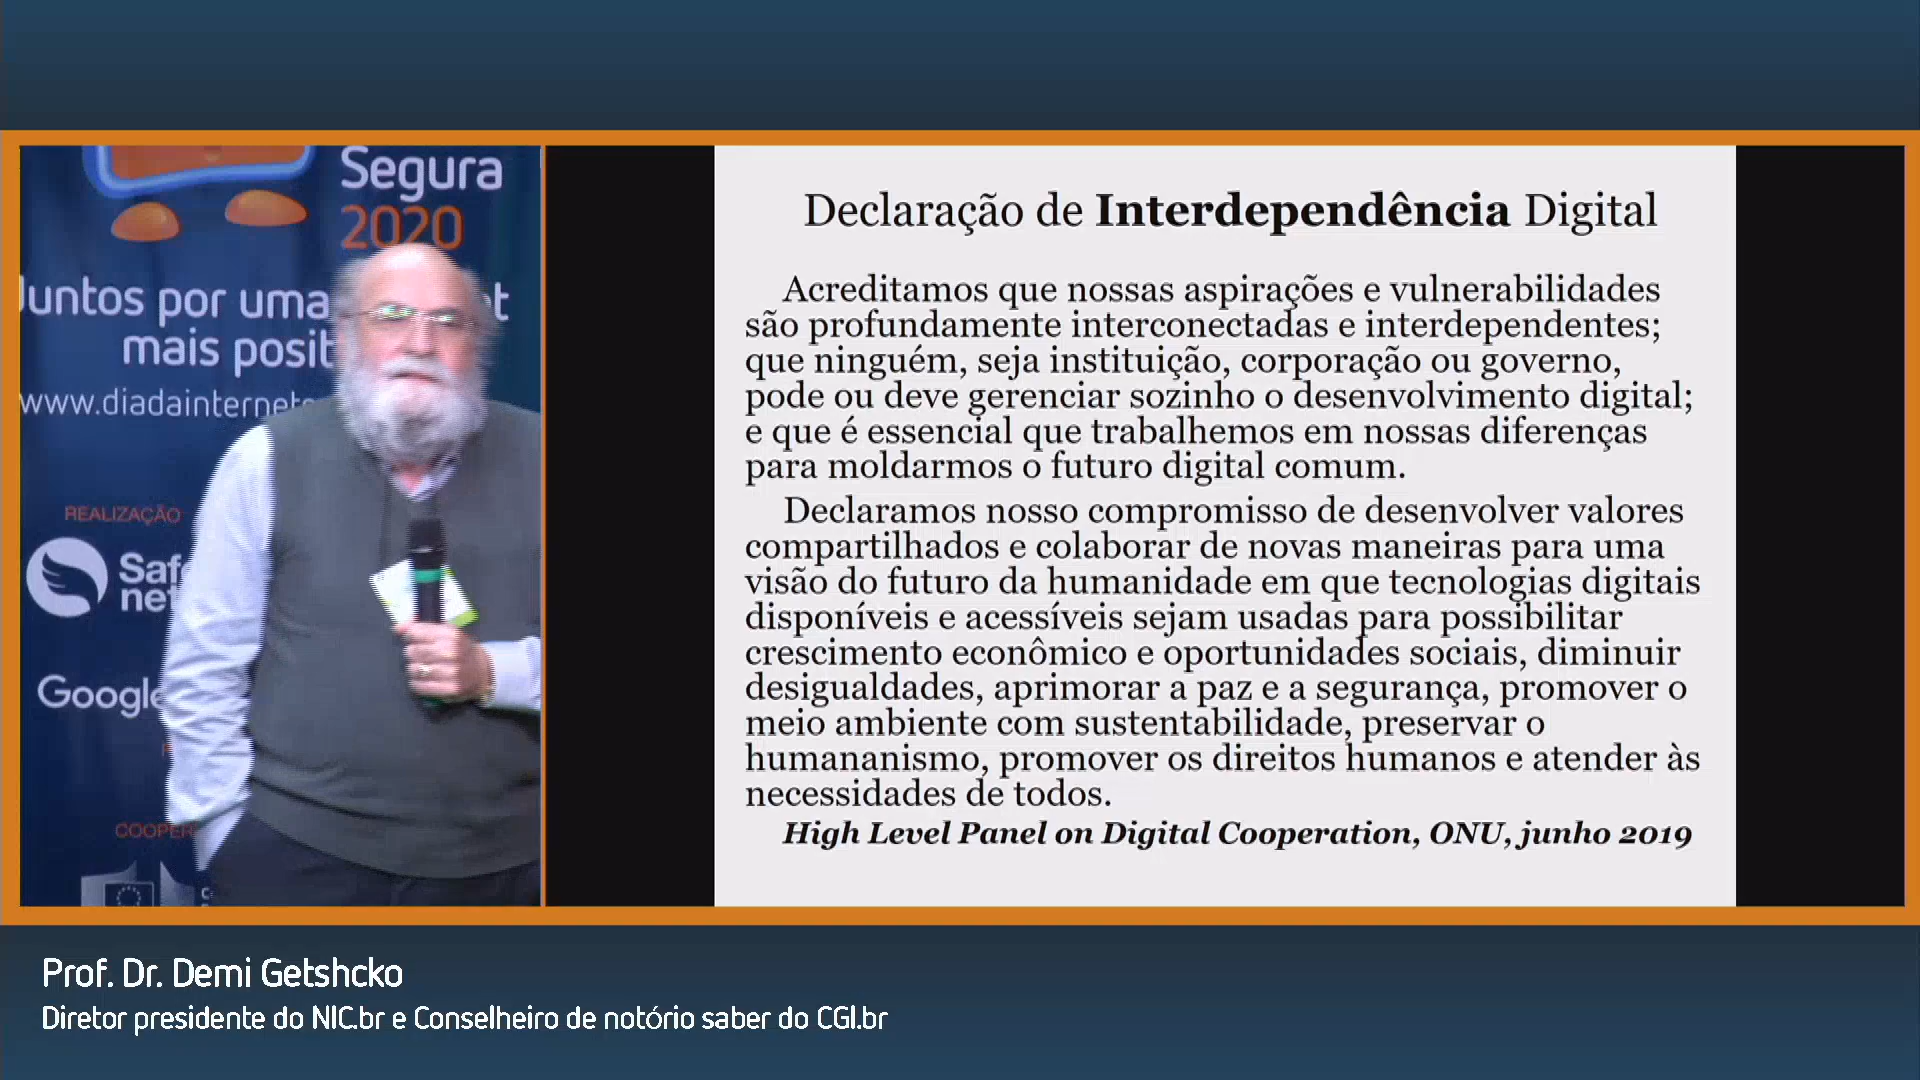 Segura
2020
Juntos por uma
mais posit
www.diadainternet
REALIZAÇÃO
Saf
net
Google
COOPER
Declaração de Interdependência Digital
Acreditamos que nossas aspirações e vulnerabilidades
são profundamente interconectadas e interdependentes;
que ninguém, seja instituição, corporação ou governo,
pode ou deve gerenciar sozinho o desenvolvimento digital;
e que é essencial que trabalhemos em nossas diferenças
para moldarmos o futuro digital comum.
Declaramos nosso compromisso de desenvolver valores
compartilhados e colaborar de novas maneiras para uma
visão do futuro da humanidade em que tecnologias digitais
disponíveis e acessíveis sejam usadas para possibilitar
crescimento econômico e oportunidades sociais, diminuir
desigualdades, aprimorar a paz e a segurança, promover o
meio ambiente com sustentabilidade, preservar o
humananismo, promover os direitos humanos e atender às
necessidades de todos.
High Level Panel on Digital Cooperation, ONU, junho 2019
Prof. Dr. Demi Getshcko
Diretor presidente do NIC.br e Conselheiro de notório saber do CGI.br